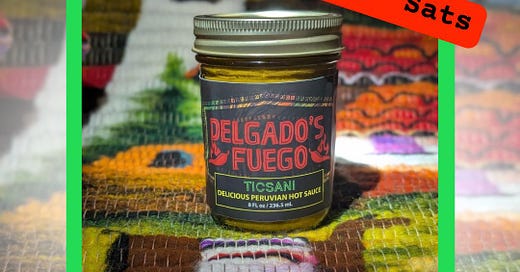 Sats
DELGADO'S
FUEGO
TICSANI
DELICIOUS PERUVIAN HOT SAUCE
8 FL oz / 236.5 mL